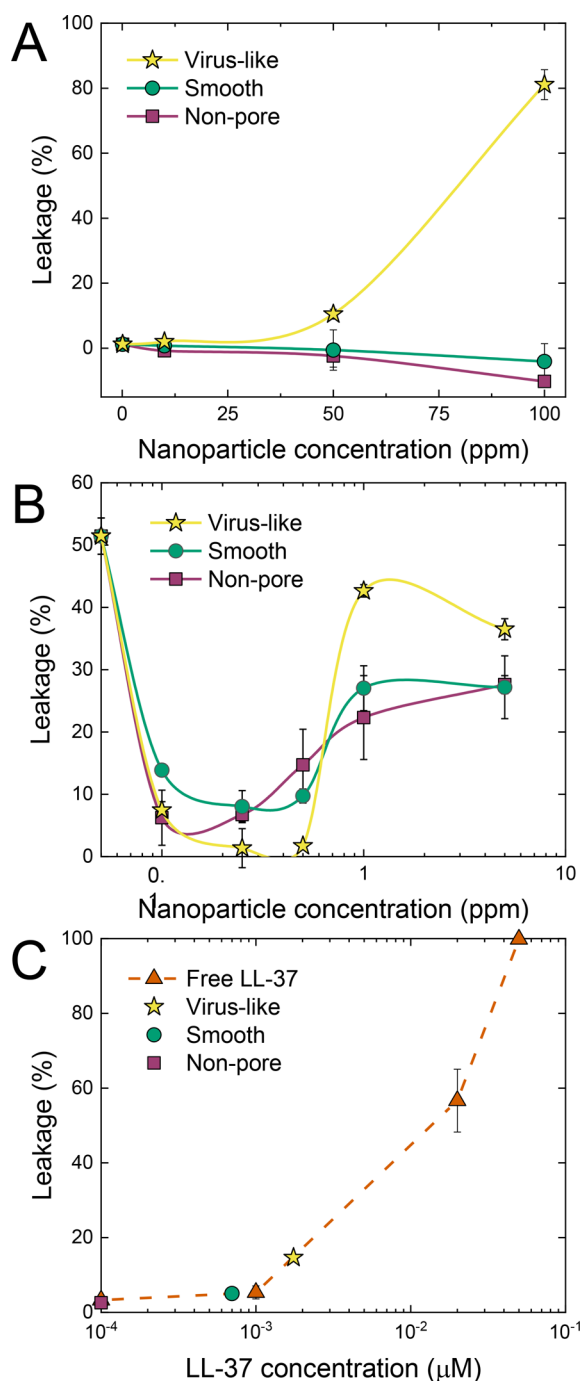 A
100
80
60
40
20
0
Leakage (%)
Virus-like
Smooth
Non-pore
0
25
50
75
100
Nanoparticle concentration (ppm)
B
60
50
40
30
20
10
0
Leakage (%)
Virus-like
Smooth
Non-pore
0.
1
1
10
Nanoparticle concentration (ppm)
C
100
80
60
40
20
0
Leakage (%)
Free LL-37
Virus-like
Smooth
Non-pore
10⁻⁴
10⁻³
10⁻²
10⁻¹
LL-37 concentration (μM)